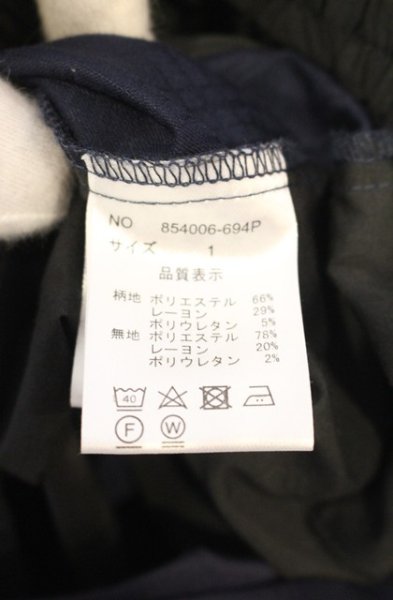 NO 854006-694P
サイズ 1
品質表示
柄地 ポリエステル 66%
レーヨン 29%
ポリウレタン 5%
無地 ポリエステル 78%
レーヨン 20%
ポリウレタン 2%
40
F W